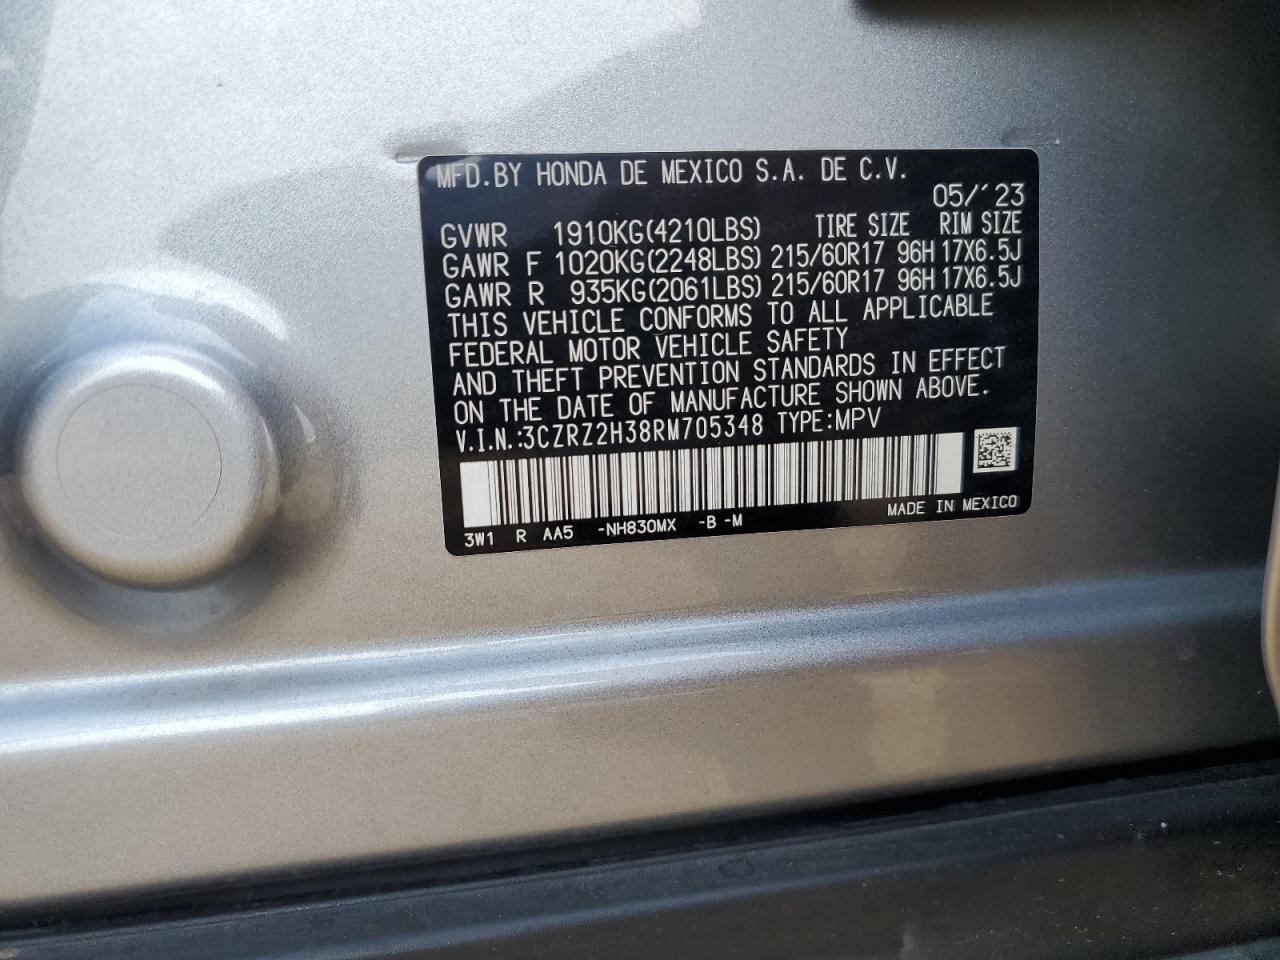 MFD.BY HONDA DE MEXICO S.A. DE C.V.
05/'23
GVWR 1910KG(4210LBS) TIRE SIZE RIM SIZE
GAWR F 1020KG(2248LBS) 215/60R17 96H 17X6.5J
GAWR R 935KG(2061LBS) 215/60R17 96H 17X6.5J
THIS VEHICLE CONFORMS TO ALL APPLICABLE
FEDERAL MOTOR VEHICLE SAFETY
AND THEFT PREVENTION STANDARDS IN EFFECT
ON THE DATE OF MANUFACTURE SHOWN ABOVE.
V.I.N.:3CZRZ2H38RM705348 TYPE:MPV
MADE IN MEXICO
3W1 R AA5 -NH830MX -B -M